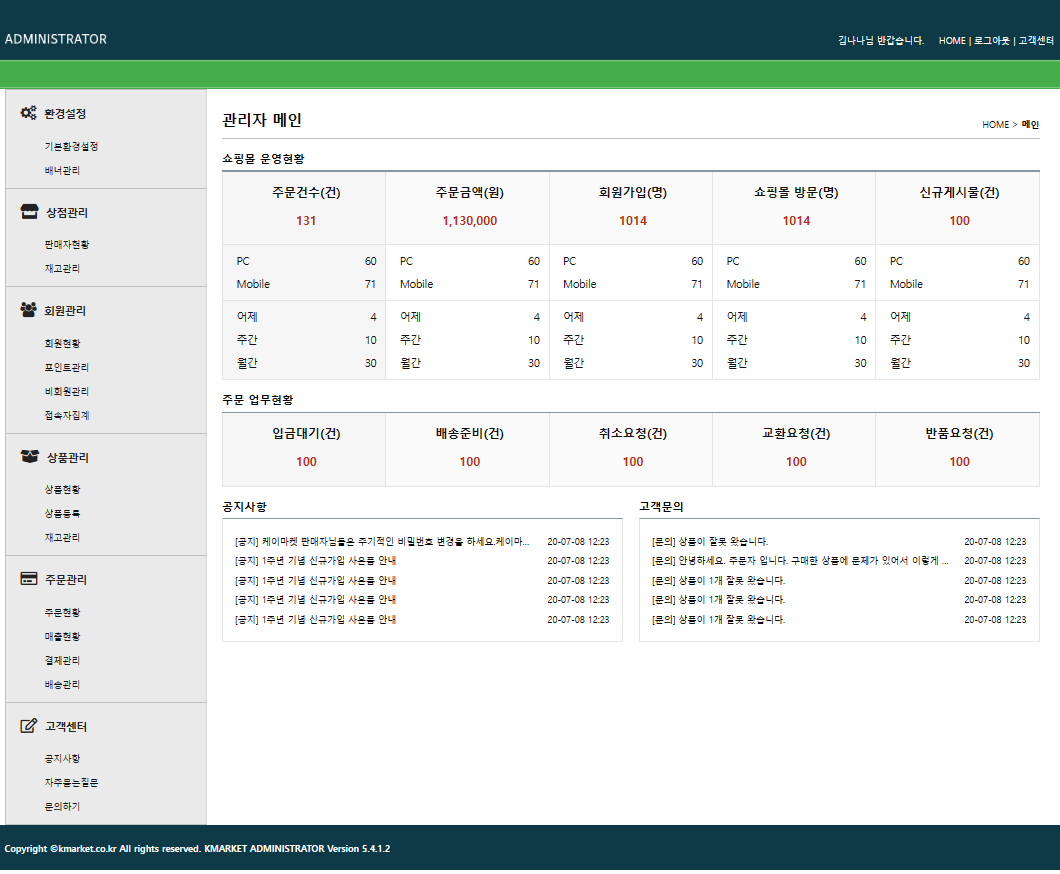 ADMINISTRATOR
김나나님 반갑습니다. HOME | 로그아웃 | 고객센터
환경설정
기본환경설정
배너관리
상점관리
판매자현황
재고관리
회원관리
회원현황
포인트관리
비회원관리
접속자집계
상품관리
상품현황
상품등록
재고관리
주문관리
주문현황
매출현황
결제관리
배송관리
고객센터
공지사항
자주묻는질문
문의하기
관리자 메인
HOME > 메인
쇼핑몰 운영현황
주문건수(건) 주문금액(원) 회원가입(명) 쇼핑몰 방문(명) 신규게시물(건)
131 1,130,000 1014 1014 100
PC 60 PC 60 PC 60 PC 60 PC 60
Mobile 71 Mobile 71 Mobile 71 Mobile 71 Mobile 71
어제 4 어제 4 어제 4 어제 4 어제 4
주간 10 주간 10 주간 10 주간 10 주간 10
월간 30 월간 30 월간 30 월간 30 월간 30
주문 업무현황
입금대기(건) 배송준비(건) 취소요청(건) 교환요청(건) 반품요청(건)
100 100 100 100 100
공지사항
[공지] 케이마켓 판매자님들은 주기적인 비밀번호 변경을 하세요.케이마... 20-07-08 12:23
[공지] 1주년 기념 신규가입 사은품 안내 20-07-08 12:23
[공지] 1주년 기념 신규가입 사은품 안내 20-07-08 12:23
[공지] 1주년 기념 신규가입 사은품 안내 20-07-08 12:23
[공지] 1주년 기념 신규가입 사은품 안내 20-07-08 12:23
고객문의
[문의] 상품이 잘못 왔습니다. 20-07-08 12:23
[문의] 안녕하세요. 주문자 입니다. 구매한 상품에 문제가 있어서 이렇게 ... 20-07-08 12:23
[문의] 상품이 1개 잘못 왔습니다. 20-07-08 12:23
[문의] 상품이 1개 잘못 왔습니다. 20-07-08 12:23
[문의] 상품이 1개 잘못 왔습니다. 20-07-08 12:23
Copyright ©kmarket.co.kr All rights reserved. KMARKET ADMINISTRATOR Version 5.4.1.2